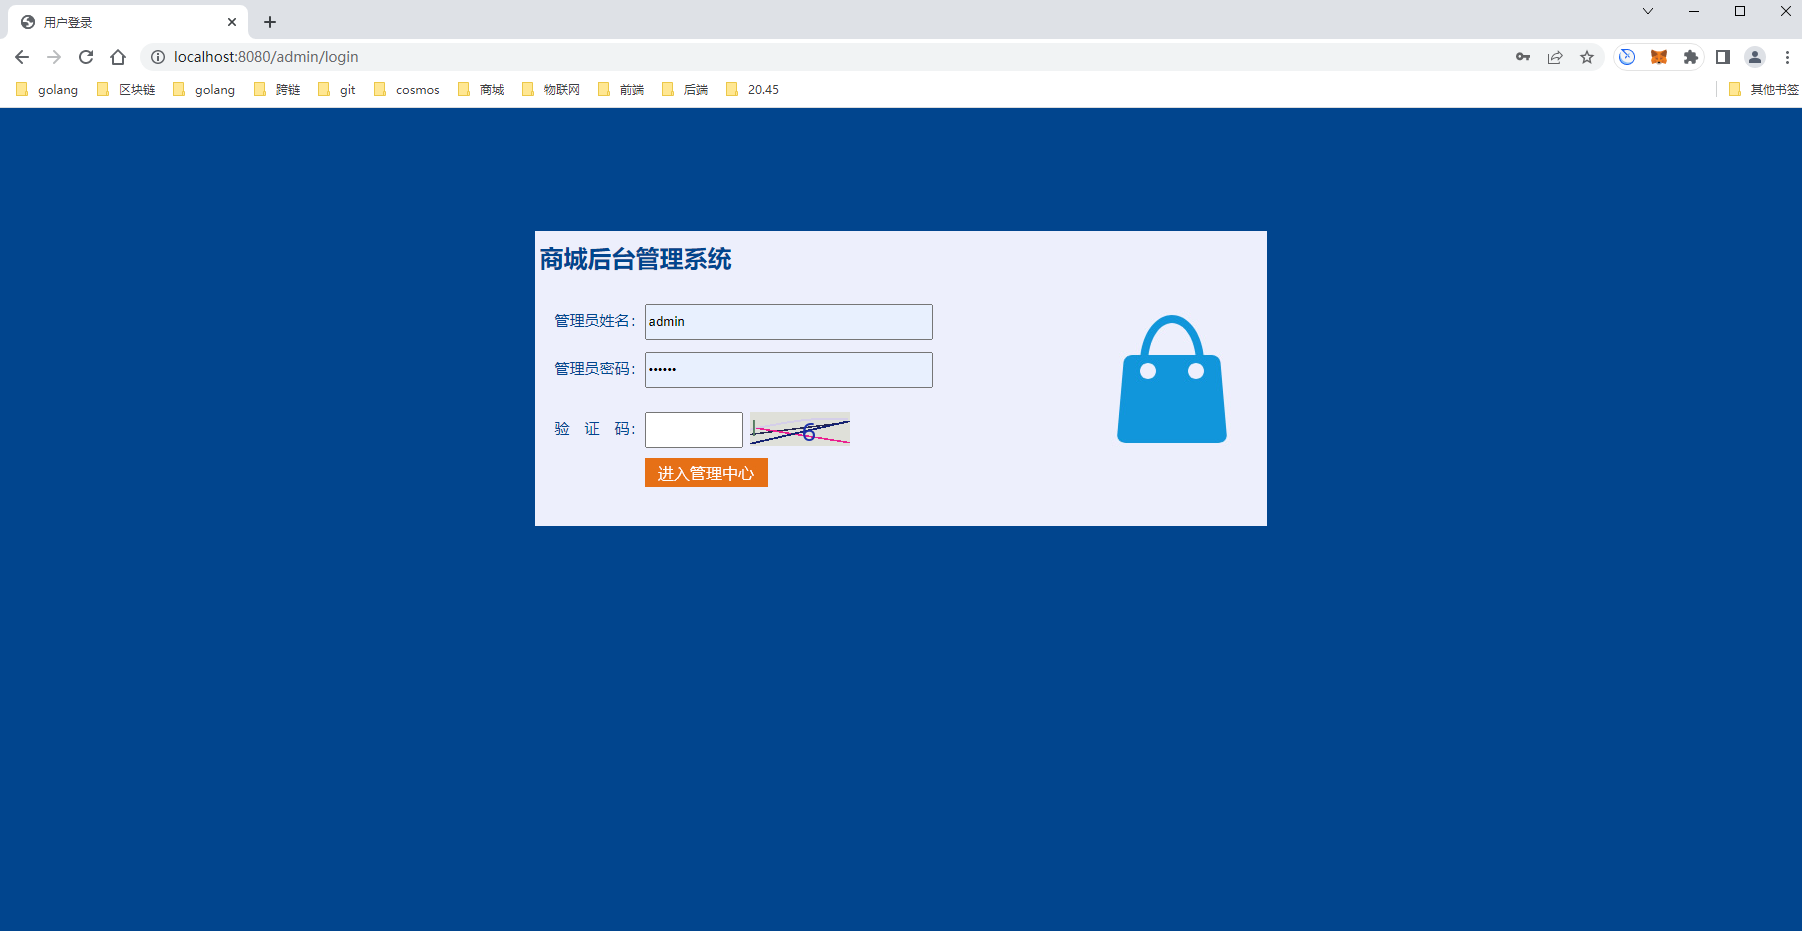 用户登录
localhost:8080/admin/login
golang 区块链 golang 跨链 git cosmos 商城 物联网 前端 后端 20.45 其他书签
商城后台管理系统
管理员姓名: admin
管理员密码: ••••••
验 证 码:
进入管理中心